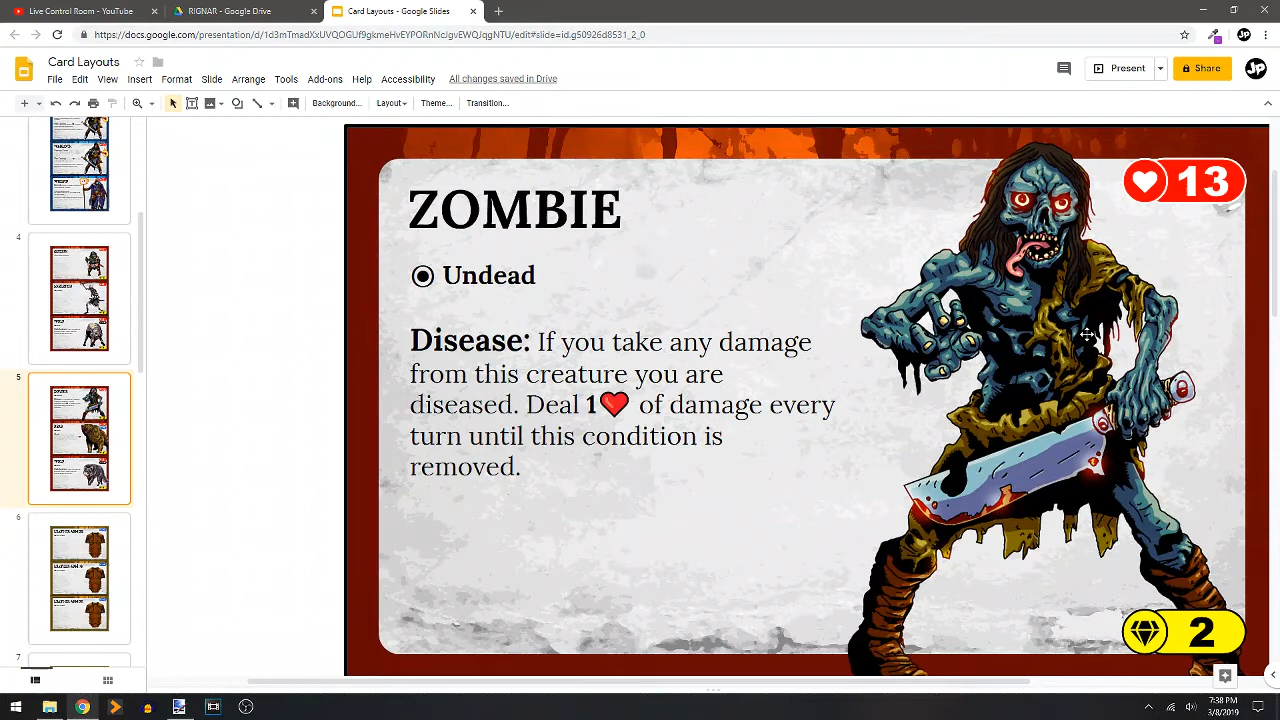 Live Control Room - YouTube
RIGNAR - Google Drive
Card Layouts - Google Slides
https://docs.google.com/presentation/d/1d3mTmadXxUVQOGUf9gkmeHvEYPORnNcJgvEWQJqgNTU/edit#slide=id.g50926d8531_2_0
Card Layouts
File Edit View Insert Format Slide Arrange Tools Add-ons Help Accessibility All changes saved in Drive
Present
Share
JP
Background... Layout Theme... Transition...
4
5
6
7
ZOMBIE
13
Undead
Disease: If you take any damage
from this creature you are
diseased. Deal 1 of damage every
turn until this condition is
removed.
2
7:38 PM
3/8/2019